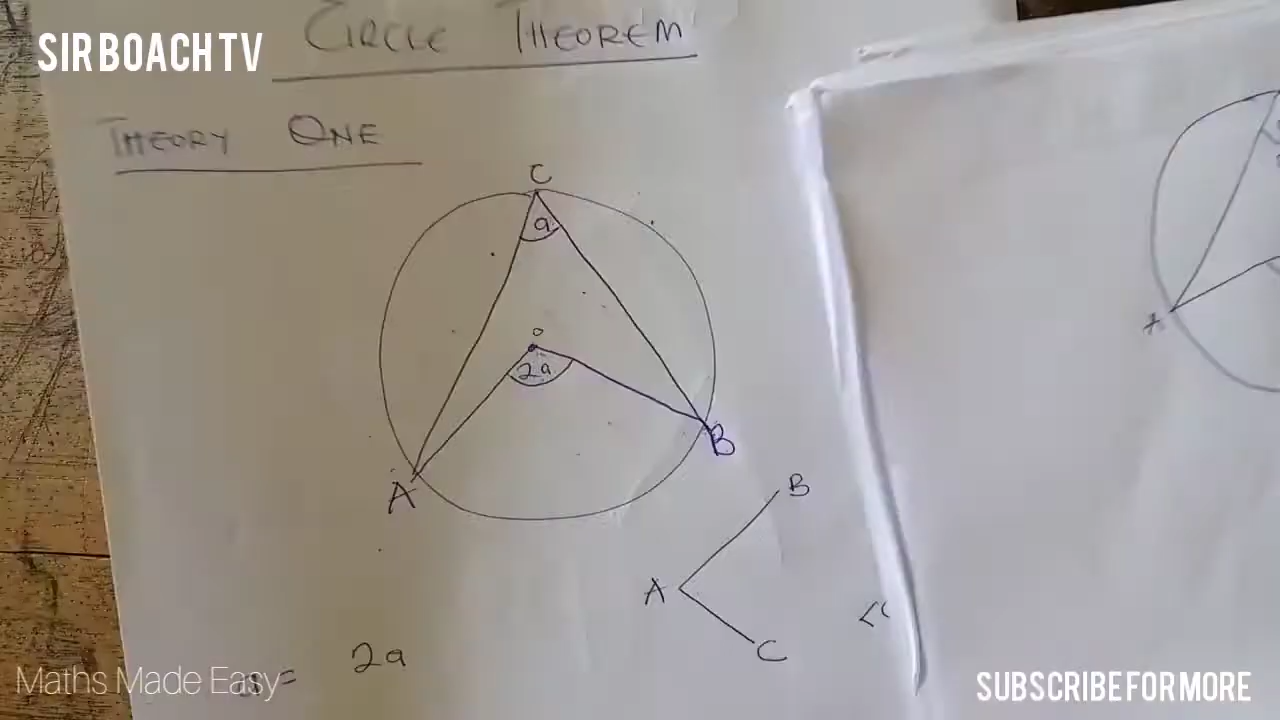 SIR BOACH TV
CIRCLE THEOREM
THEORY ONE
C
a
o
2a
A
B
A
B
A
C
2a
Maths Made Easy
=
SUBSCRIBE FOR MORE